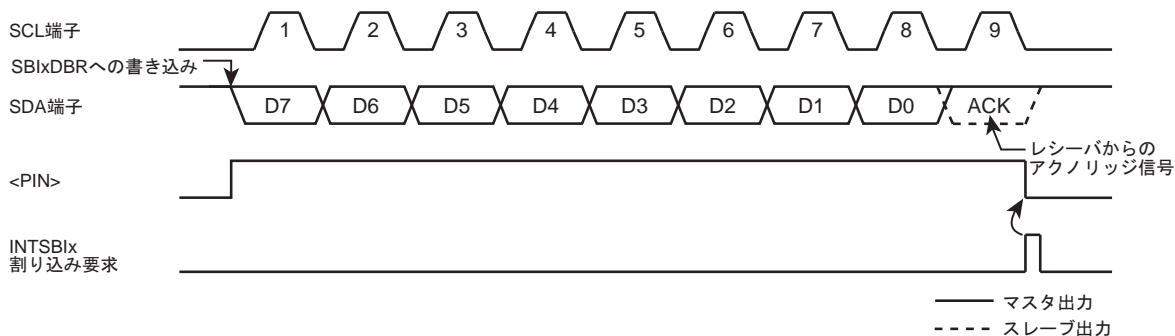 SCL端子
1 2 3 4 5 6 7 8 9
SBIxDBRへの書き込み
SDA端子
D7 D6 D5 D4 D3 D2 D1 D0 ACK
レシーバからの
アクノリッジ信号
<PIN>
INTSBIx
割り込み要求
マスタ出力
スレーブ出力